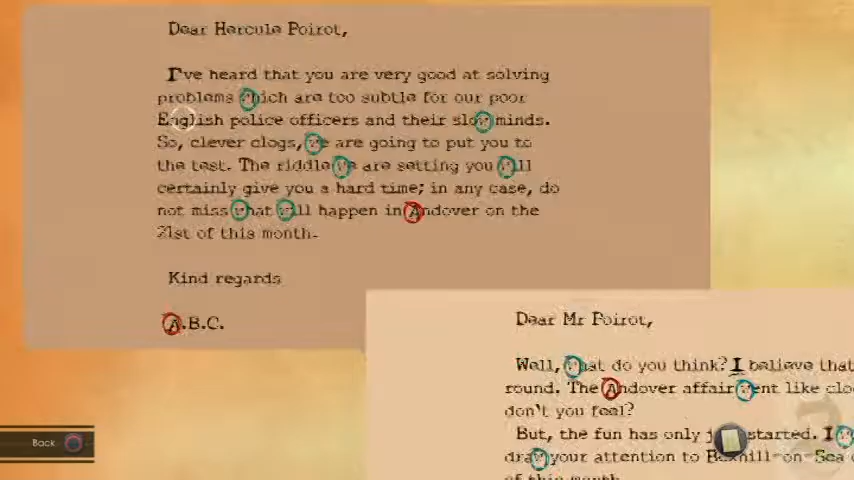 Dear Hercule Poirot,
I've heard that you are very good at solving
problems which are too subtle for our poor
English police officers and their slow minds.
So, clever clogs, we are going to put you to
the test. The riddle we are setting you will
certainly give you a hard time; in any case, do
not miss what will happen in Andover on the
21st of this month.
Kind regards
A.B.C.
Dear Mr Poirot,
Well, what do you think? I believe that
round. The Andover affair went like clo
don't you feel?
But, the fun has only started. I
draw your attention to Bexhill-on-Sea
of this month
Back